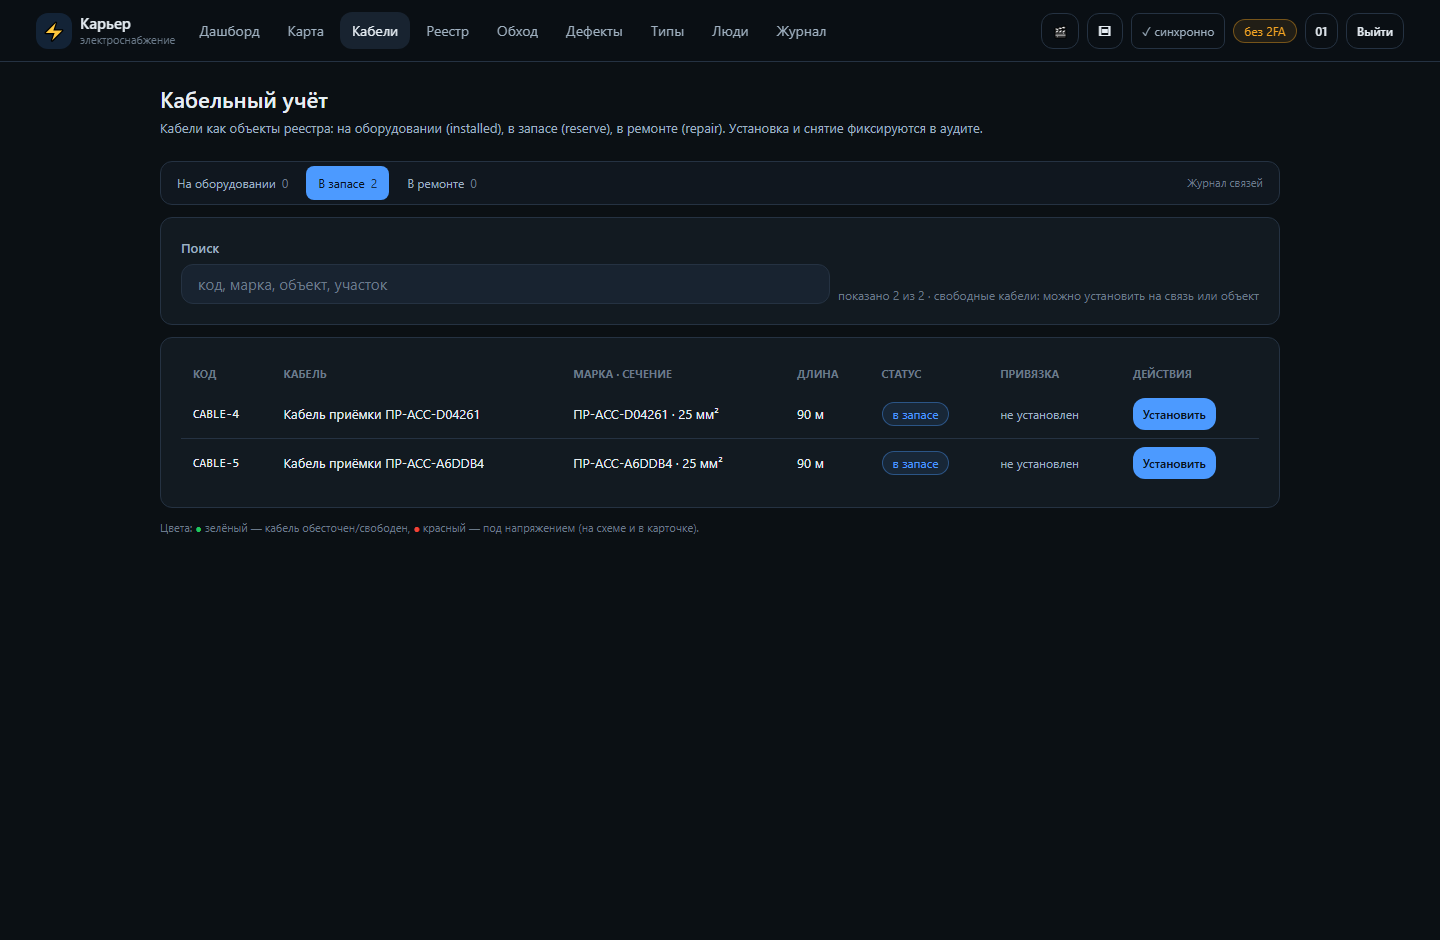 Карьер
электроснабжение
Дашборд Карта Кабели Реестр Обход Дефекты Типы Люди Журнал
✓ синхронно без 2FA 01 Выйти
Кабельный учёт
Кабели как объекты реестра: на оборудовании (installed), в запасе (reserve), в ремонте (repair). Установка и снятие фиксируются в аудите.
На оборудовании 0 В запасе 2 В ремонте 0 Журнал связей
Поиск
код, марка, объект, участок
показано 2 из 2 · свободные кабели: можно установить на связь или объект
КОД КАБЕЛЬ МАРКА · СЕЧЕНИЕ ДЛИНА СТАТУС ПРИВЯЗКА ДЕЙСТВИЯ
CABLE-4 Кабель приёмки ПР-ACC-D04261 ПР-ACC-D04261 · 25 мм² 90 м в запасе не установлен Установить
CABLE-5 Кабель приёмки ПР-ACC-A6DDB4 ПР-ACC-A6DDB4 · 25 мм² 90 м в запасе не установлен Установить
Цвета: ● зелёный — кабель обесточен/свободен, ● красный — под напряжением (на схеме и в карточке).